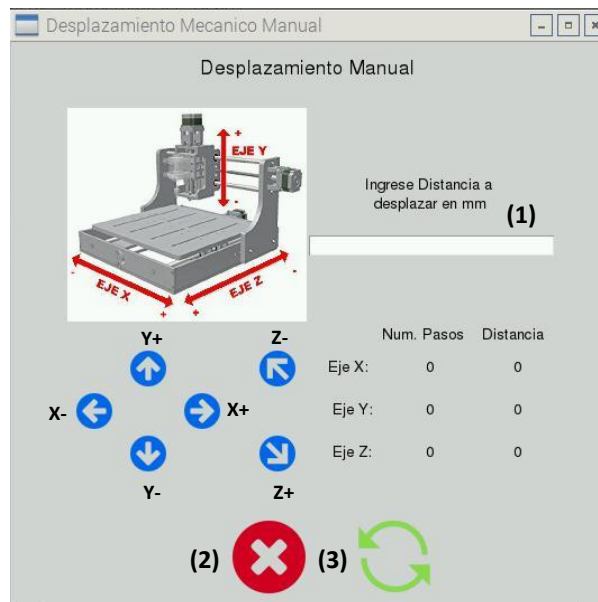 Desplazamiento Mecanico Manual
Desplazamiento Manual
+
EJE Y
-
-
EJE X
+
-
EJE Z
+
Ingrese Distancia a
desplazar en mm
(1)
Y+
Z-
X-
X+
Y-
Z+
Num. Pasos Distancia
Eje X: 0 0
Eje Y: 0 0
Eje Z: 0 0
(2)
(3)